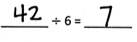 42 ÷ 6 = 7